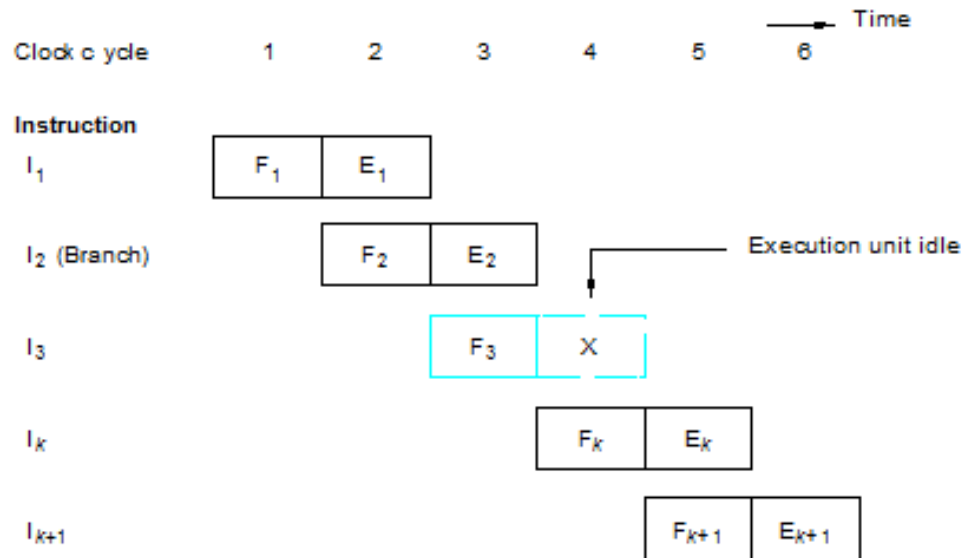 Time
Clock c ycle 1 2 3 4 5 6
Instruction
I1 F1 E1
I2 (Branch) F2 E2 Execution unit idle
I3 F3 X
Ik Fk Ek
Ik+1 Fk+1 Ek+1